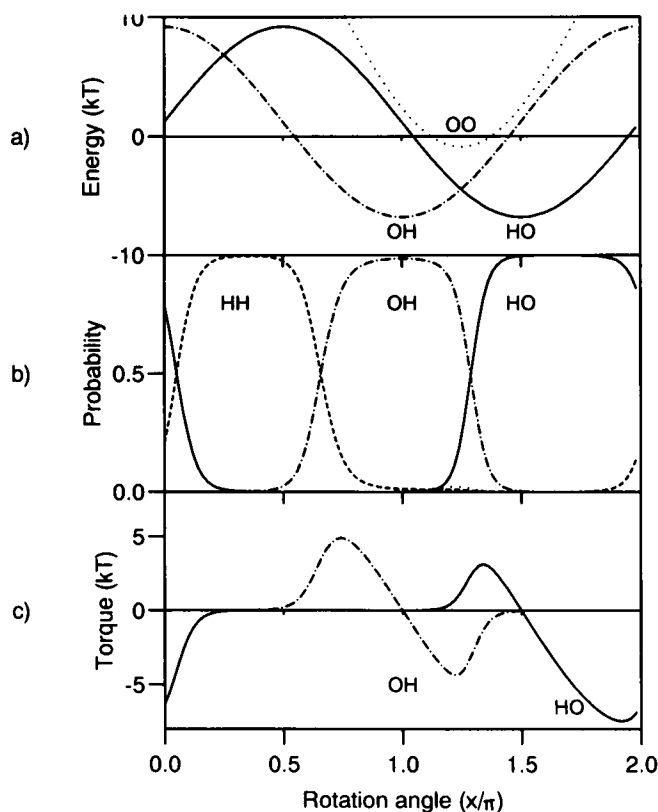 a)
Energy (kT)
10
0
-10
OO
OH
HO
b)
Probability
0.5
0.0
HH
OH
HO
c)
Torque (kT)
5
0
-5
OH
HO
0.0
0.5
1.0
1.5
2.0
Rotation angle (x/π)